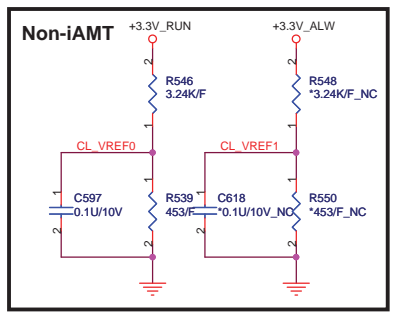 Non-iAMT
+3.3V_RUN
+3.3V_ALW
2
2
R546
3.24K/F
R548
*3.24K/F_NC
1
1
CL_VREF0
CL_VREF1
1
C597
0.1U/10V
2
1
R539
453/F
2
1
C618
*0.1U/10V_NC
2
1
R550
*453/F_NC
2